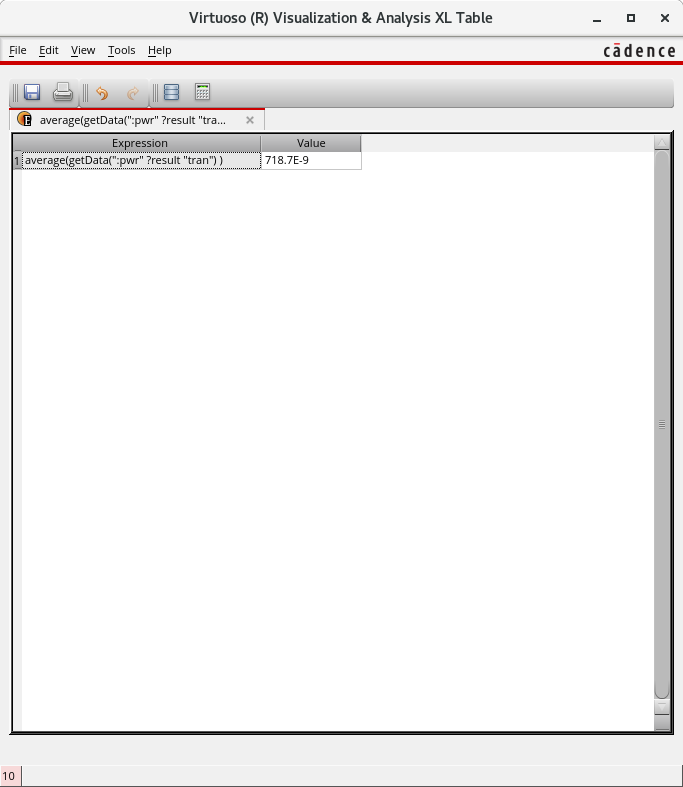 Virtuoso (R) Visualization & Analysis XL Table
File Edit View Tools Help
cādence
average(getData(":pwr" ?result "tra...
Expression Value
1 average(getData(":pwr" ?result "tran") ) 718.7E-9
10